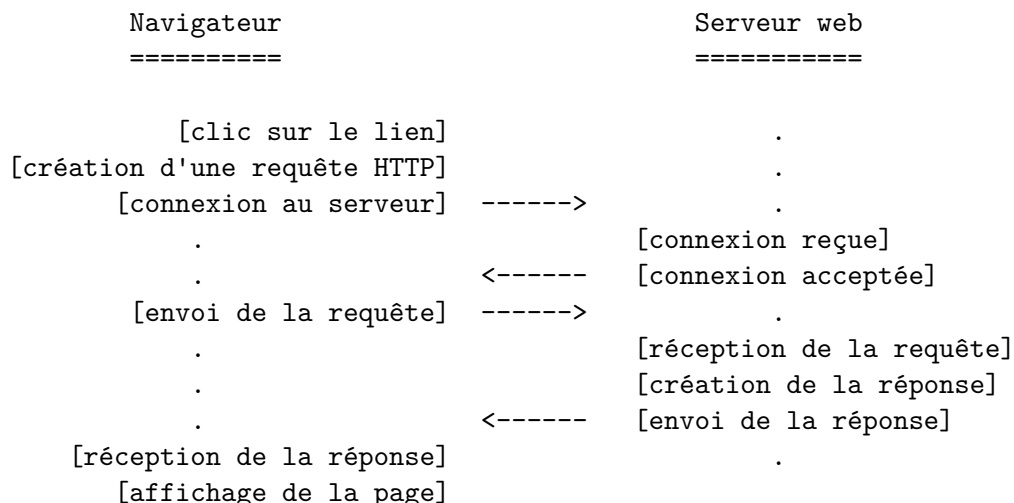 Navigateur Serveur web
========== ===========
[clic sur le lien] .
[création d'une requête HTTP] .
[connexion au serveur] ------> .
. [connexion reçue]
. <------ [connexion acceptée]
[envoi de la requête] ------> .
. [réception de la requête]
. [création de la réponse]
. <------ [envoi de la réponse]
[réception de la réponse] .
[affichage de la page]